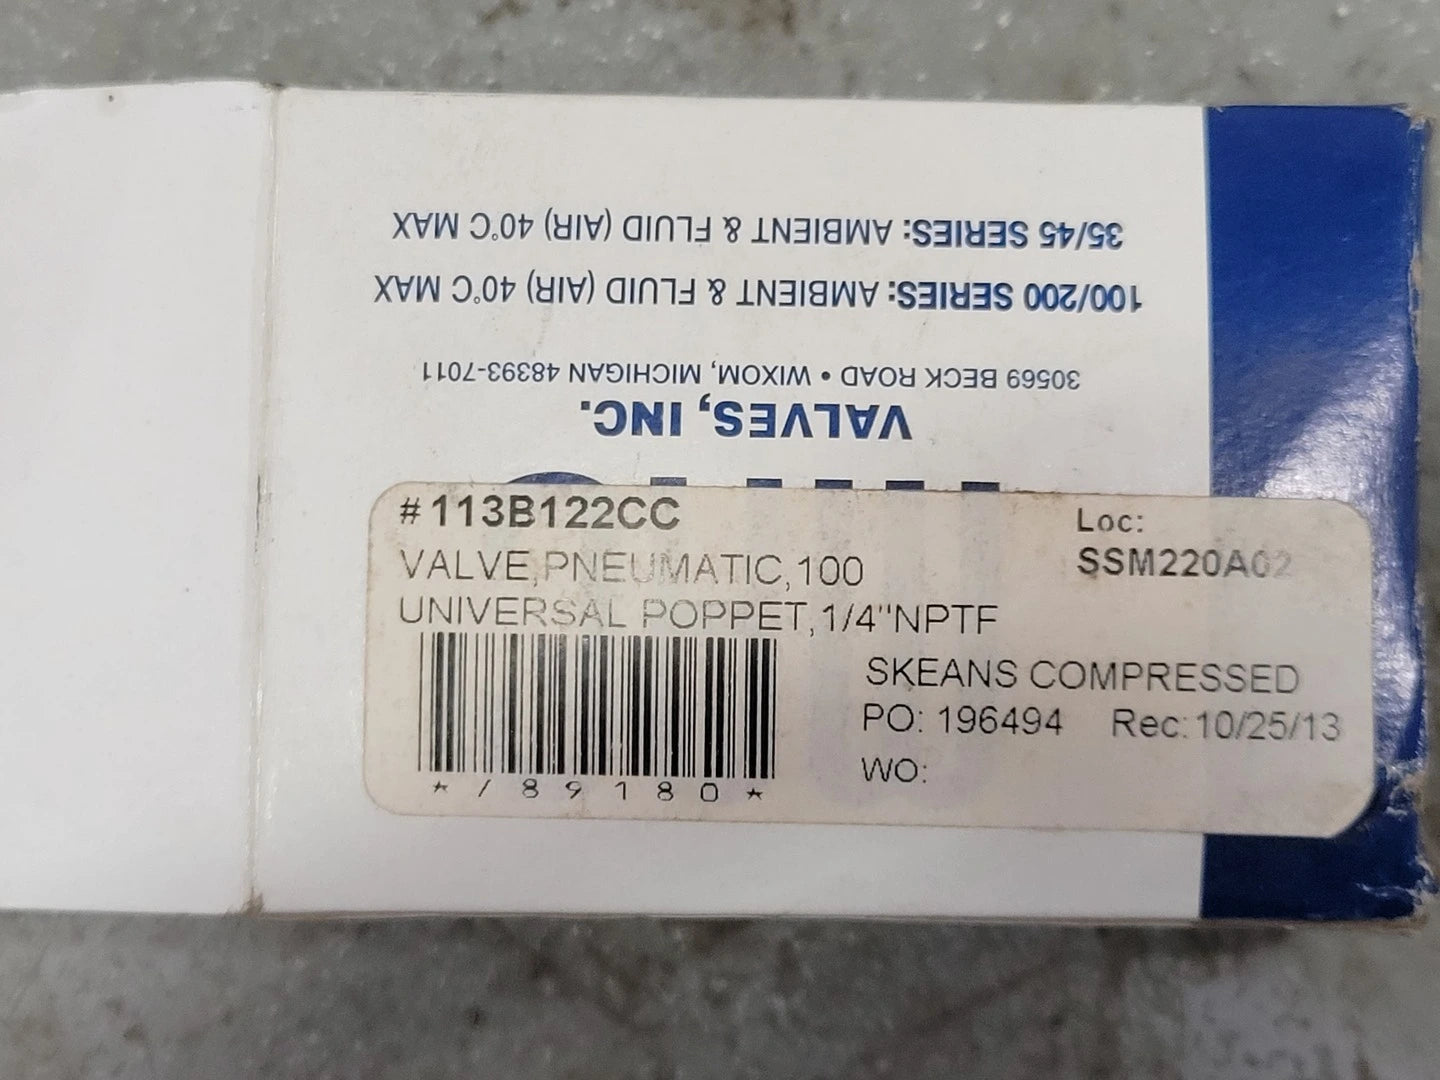 #113B122CC
VALVE,PNEUMATIC,100
UNIVERSAL POPPET,1/4"NPTF
Loc:
SSM220A02
SKEANS COMPRESSED
PO: 196494 Rec:10/25/13
WO:
*789180*
VALVES, INC.
30569 BECK ROAD • WIXOM, MICHIGAN 48393-7011
100/200 SERIES: AMBIENT & FLUID (AIR) 40°C MAX
35/45 SERIES: AMBIENT & FLUID (AIR) 40°C MAX